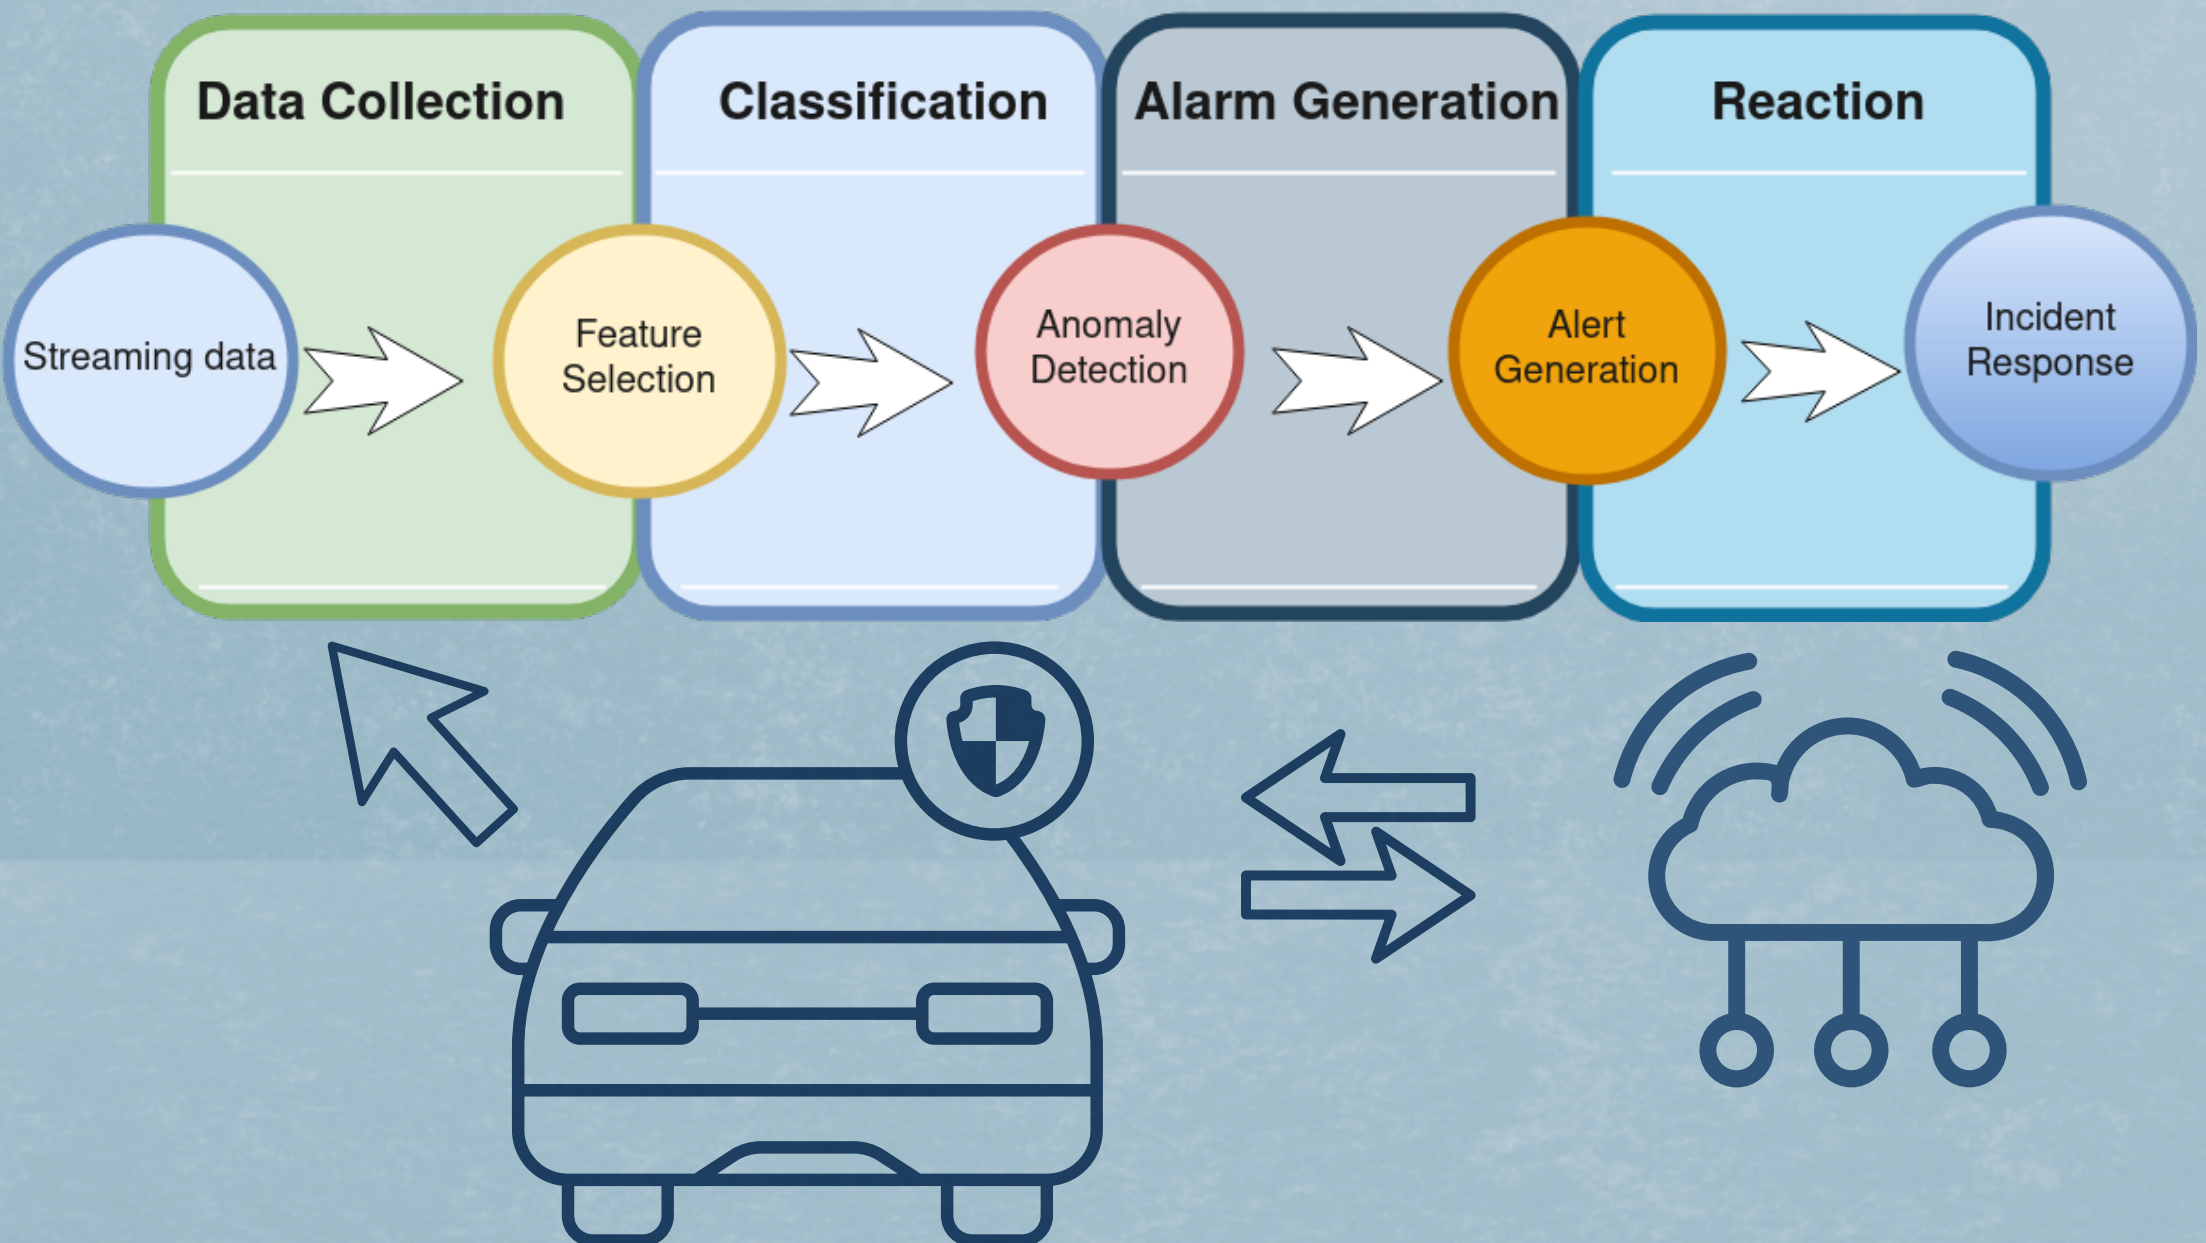 Data Collection
Classification
Alarm Generation
Reaction
Streaming data
Feature
Selection
Anomaly
Detection
Alert
Generation
Incident
Response